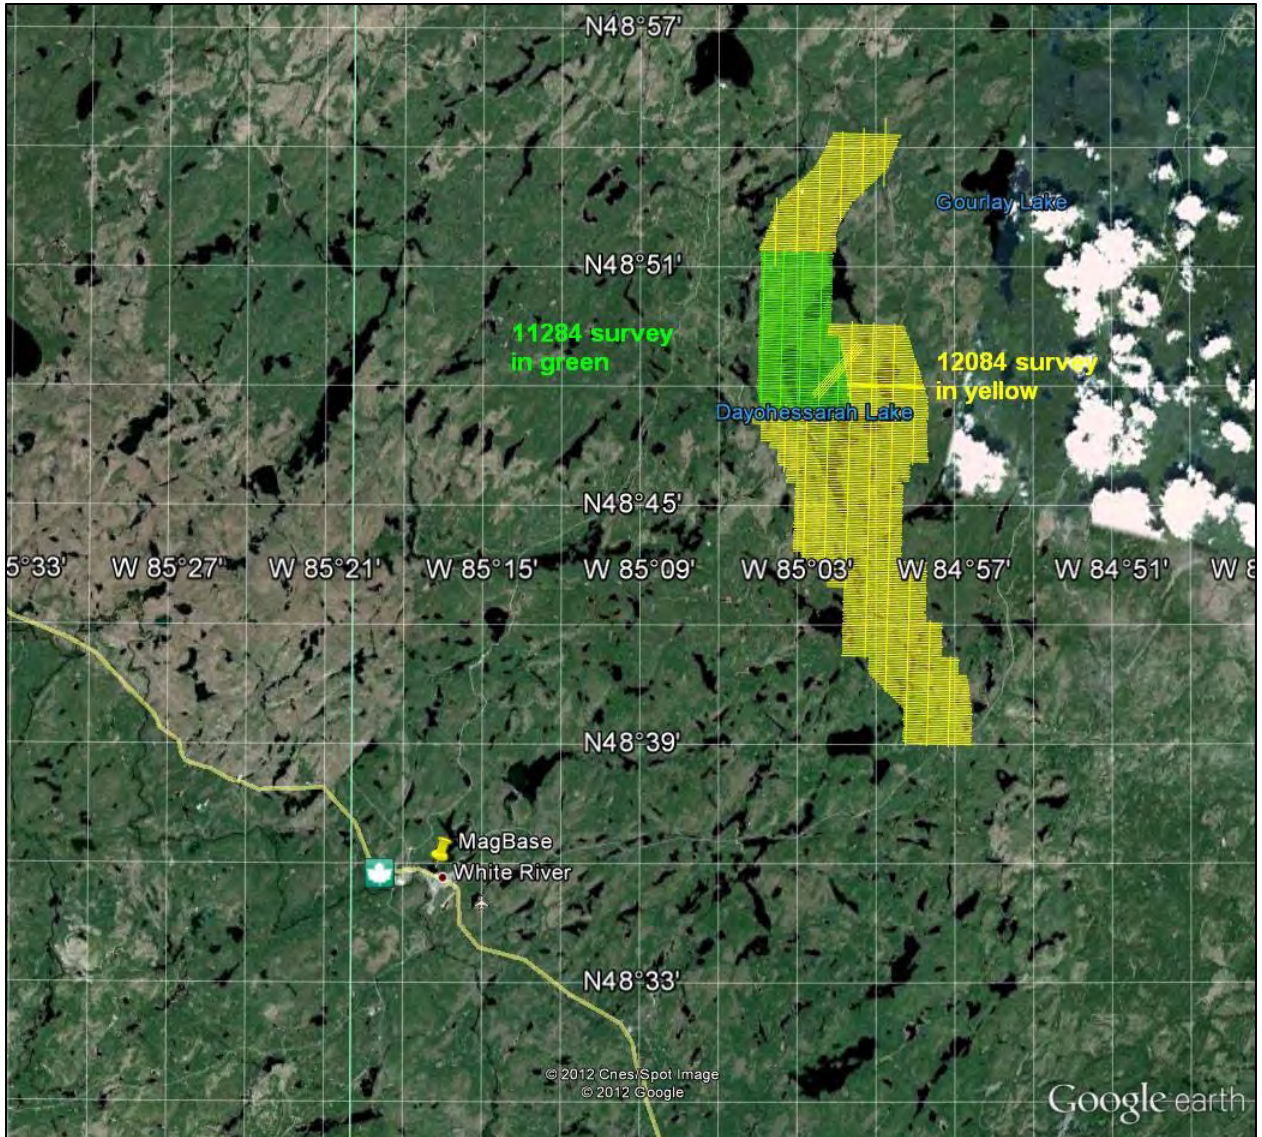 N48°57'
Gourlay Lake
N48°51'
11284 survey
in green
12084 survey
in yellow
Dayohessarah Lake
N48°45'
5°33' W 85°27' W 85°21' W 85°15' W 85°09' W 85°03' W 84°57' W 84°51' W 8
N48°39'
MagBase
White River
N48°33'
© 2012 Cnes/Spot Image
© 2012 Google
Google earth